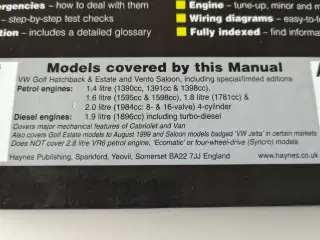 ergencies – how to deal with them
– step-by-step test checks
ion – includes a detailed glossary
Engine – tune-up, minor and m
Wiring diagrams – easy-to-fo
Fully indexed – find informa
Models covered by this Manual
VW Golf Hatchback & Estate and Vento Saloon, including special/limited editions
Petrol engines: 1.4 litre (1390cc, 1391cc & 1398cc),
1.6 litre (1595cc & 1598cc), 1.8 litre (1781cc) &
2.0 litre (1984cc: 8- & 16-valve) 4-cylinder
Diesel engines: 1.9 litre (1896cc) including turbo-diesel
Covers major mechanical features of Cabriolet and Van
Also covers Golf Estate models to August 1999 and Saloon models badged 'VW Jetta' in certain markets
Does NOT cover 2.8 litre VR6 petrol engine, 'Ecomatic' or four-wheel-drive (Syncro) models
Haynes Publishing, Sparkford, Yeovil, Somerset BA22 7JJ England www.haynes.co.uk